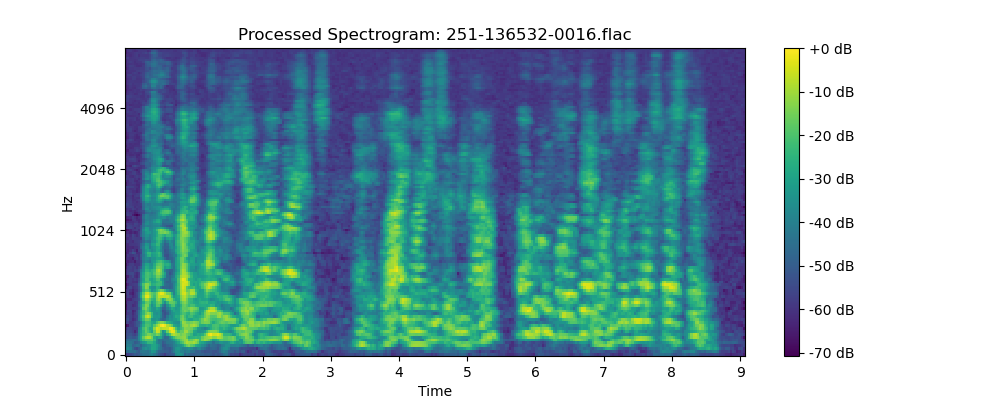 Processed Spectrogram: 251-136532-0016.flac
Hz
4096
2048
1024
512
0
0 1 2 3 4 5 6 7 8 9
Time
+0 dB
-10 dB
-20 dB
-30 dB
-40 dB
-50 dB
-60 dB
-70 dB